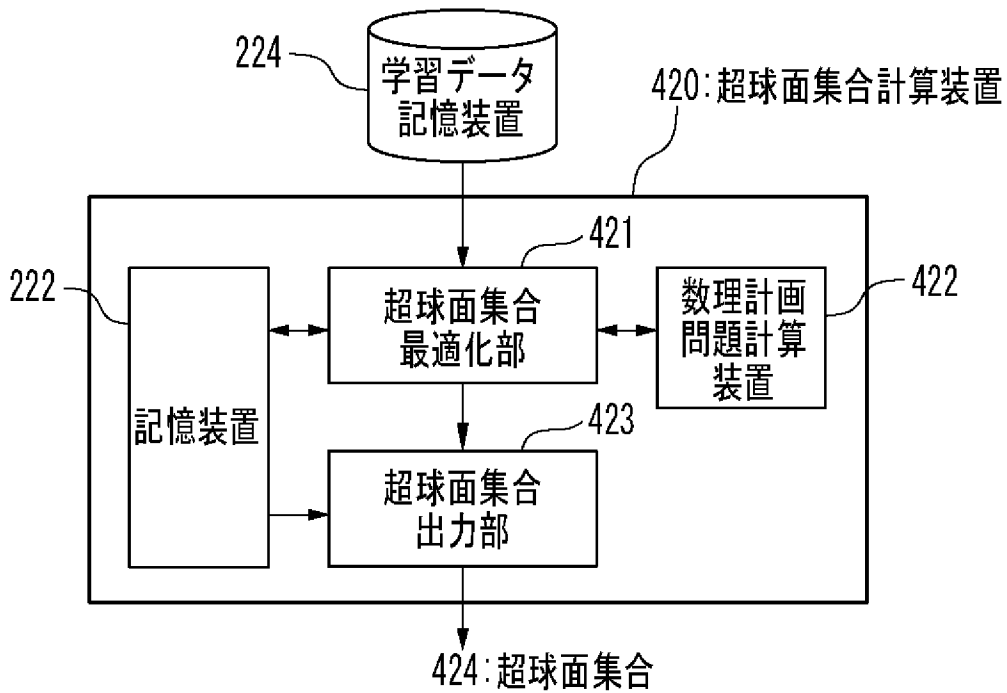 224
学習データ
記憶装置
420:超球面集合計算装置
421
222
422
超球面集合
最適化部
数理計画
問題計算
装置
記憶装置
423
超球面集合
出力部
424:超球面集合